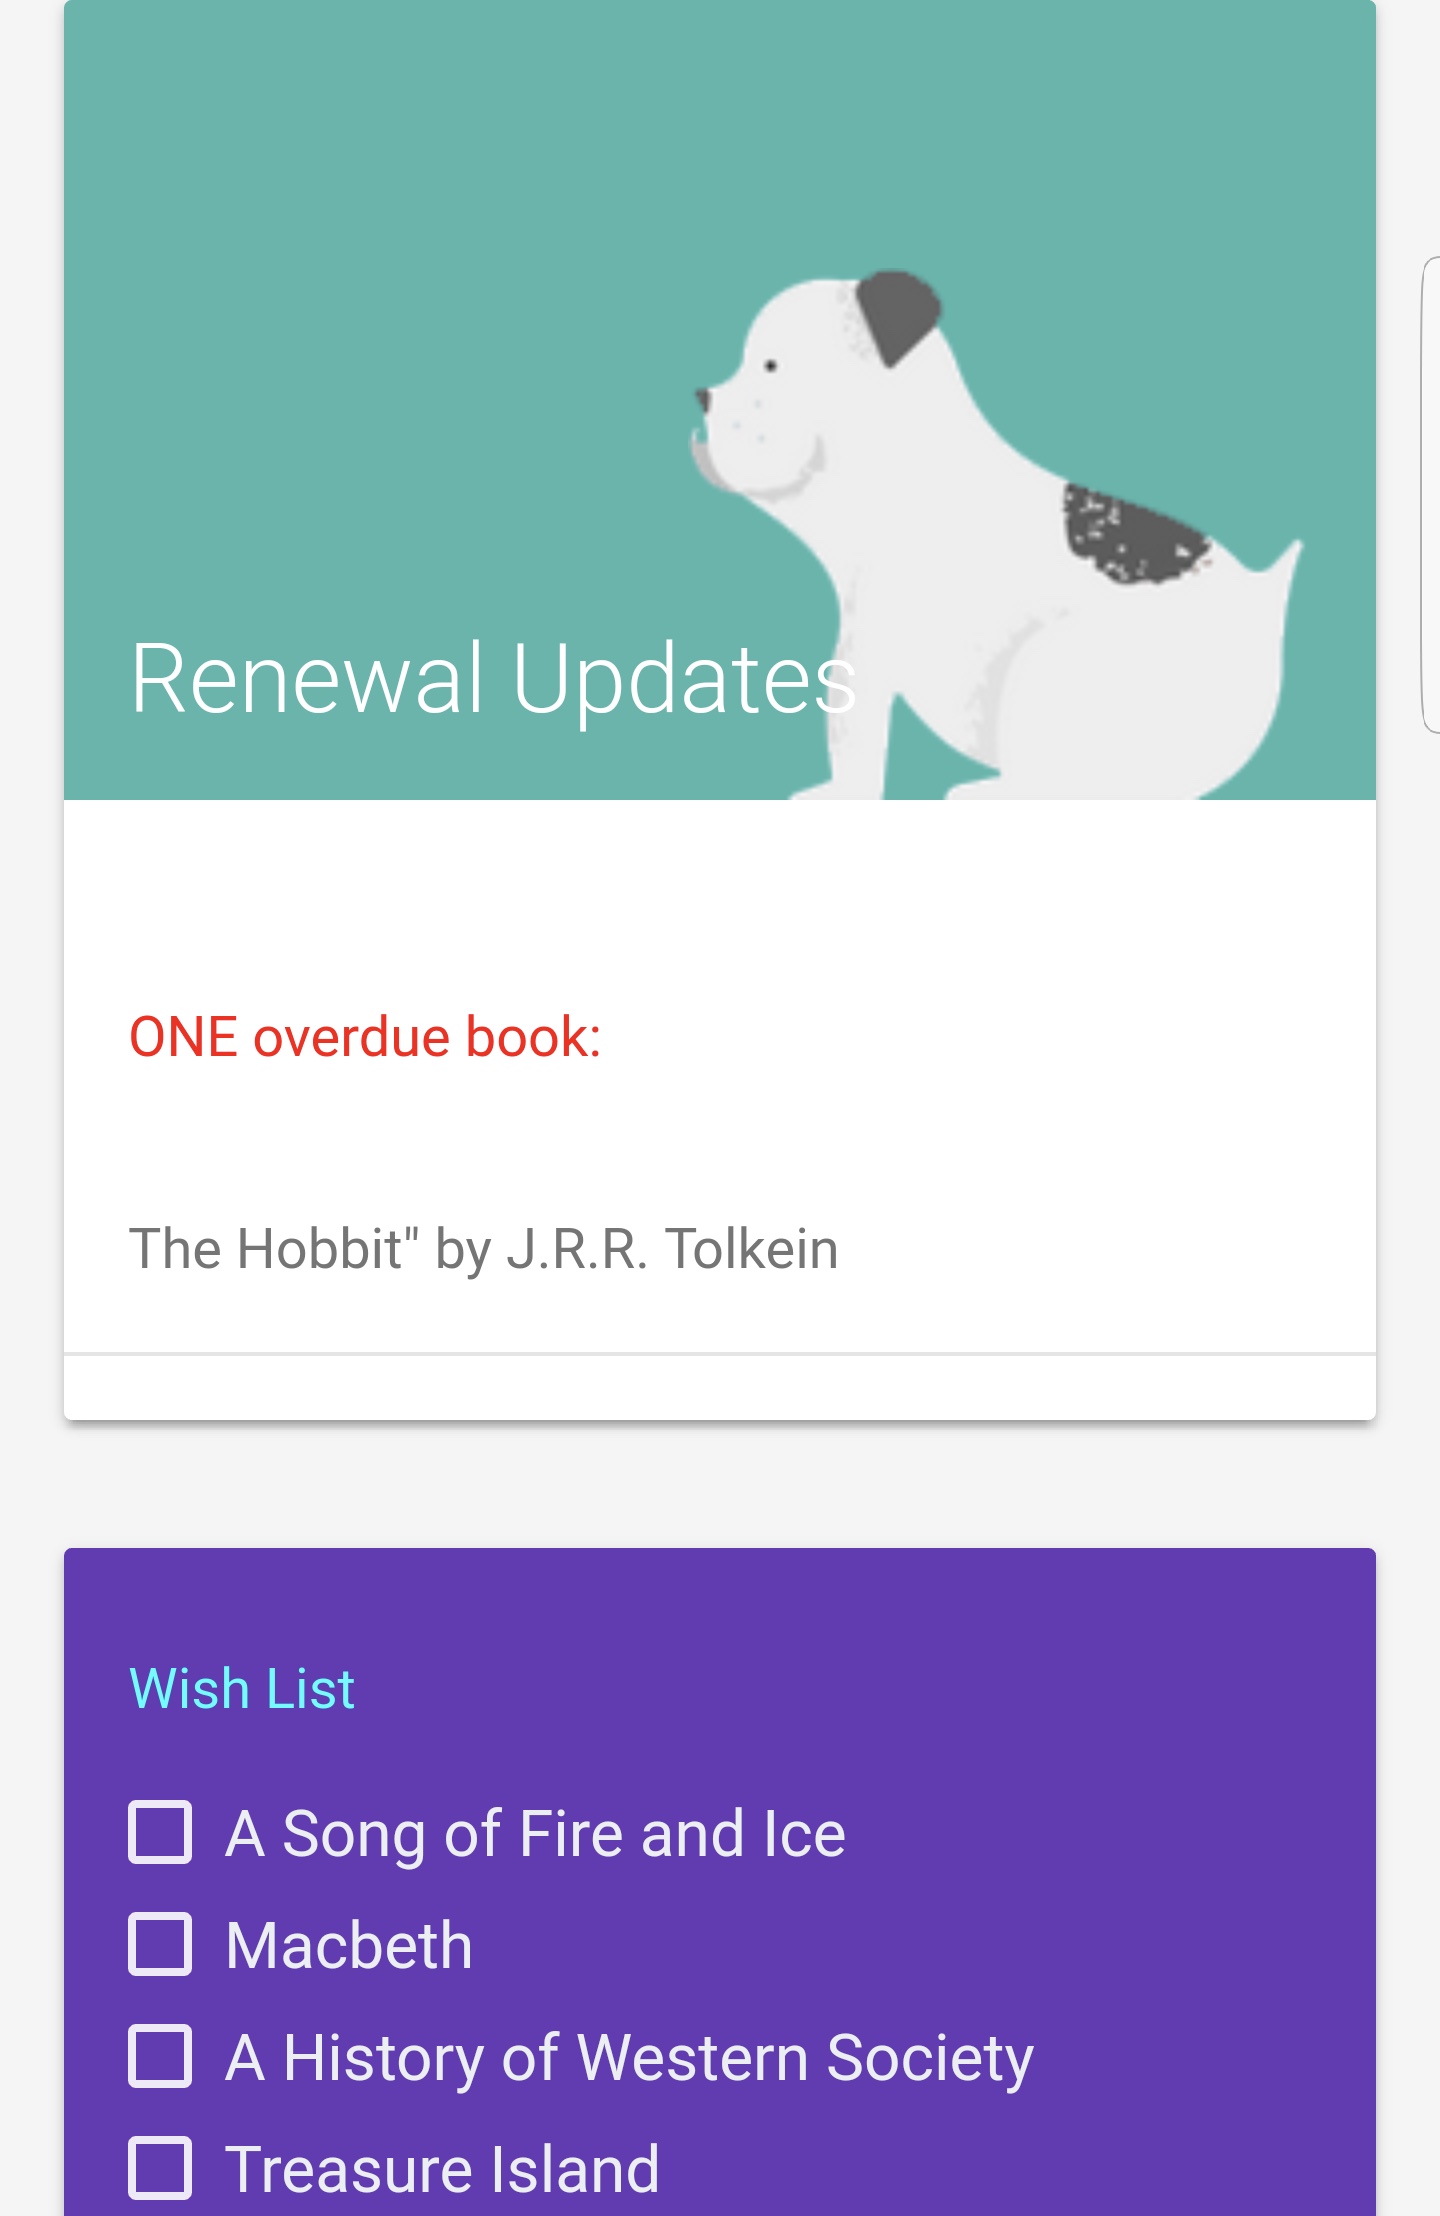 Renewal Updates
ONE overdue book:
The Hobbit" by J.R.R. Tolkein
Wish List
A Song of Fire and Ice
Macbeth
A History of Western Society
Treasure Island